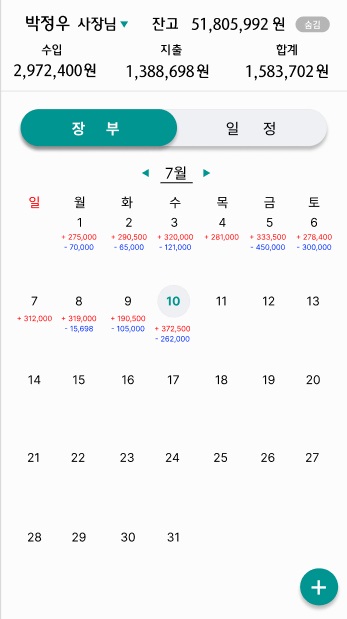 박정우 사장님 ▼ 잔고 51,805,992 원 숨김
수입 지출 합계
2,972,400원 1,388,698원 1,583,702원
장 부 일 정
◀ 7월 ▶
일 월 화 수 목 금 토
1 2 3 4 5 6
+ 275,000 + 290,500 + 320,000 + 281,000 + 333,500 + 278,400
- 70,000 - 65,000 - 121,000 - 450,000 - 300,000
7 8 9 10 11 12 13
+ 312,000 + 319,000 + 190,500
- 15,698 - 105,000 + 372,500
- 262,000
14 15 16 17 18 19 20
21 22 23 24 25 26 27
28 29 30 31
+